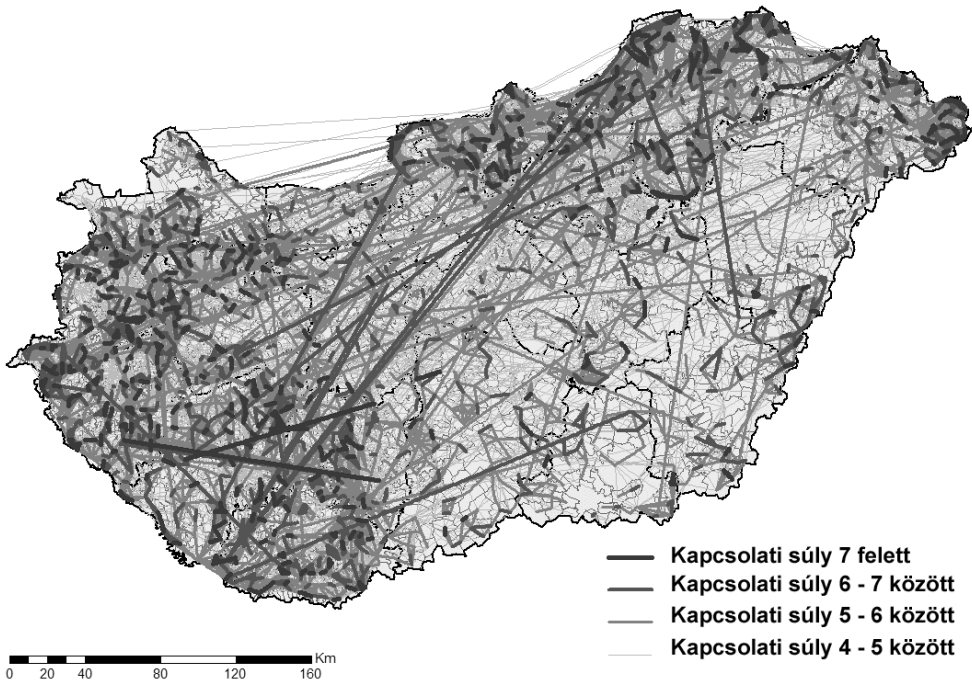 Kapcsolati súly 7 felett
Kapcsolati súly 6 - 7 között
Kapcsolati súly 5 - 6 között
Kapcsolati súly 4 - 5 között
Km
0 20 40 80 120 160